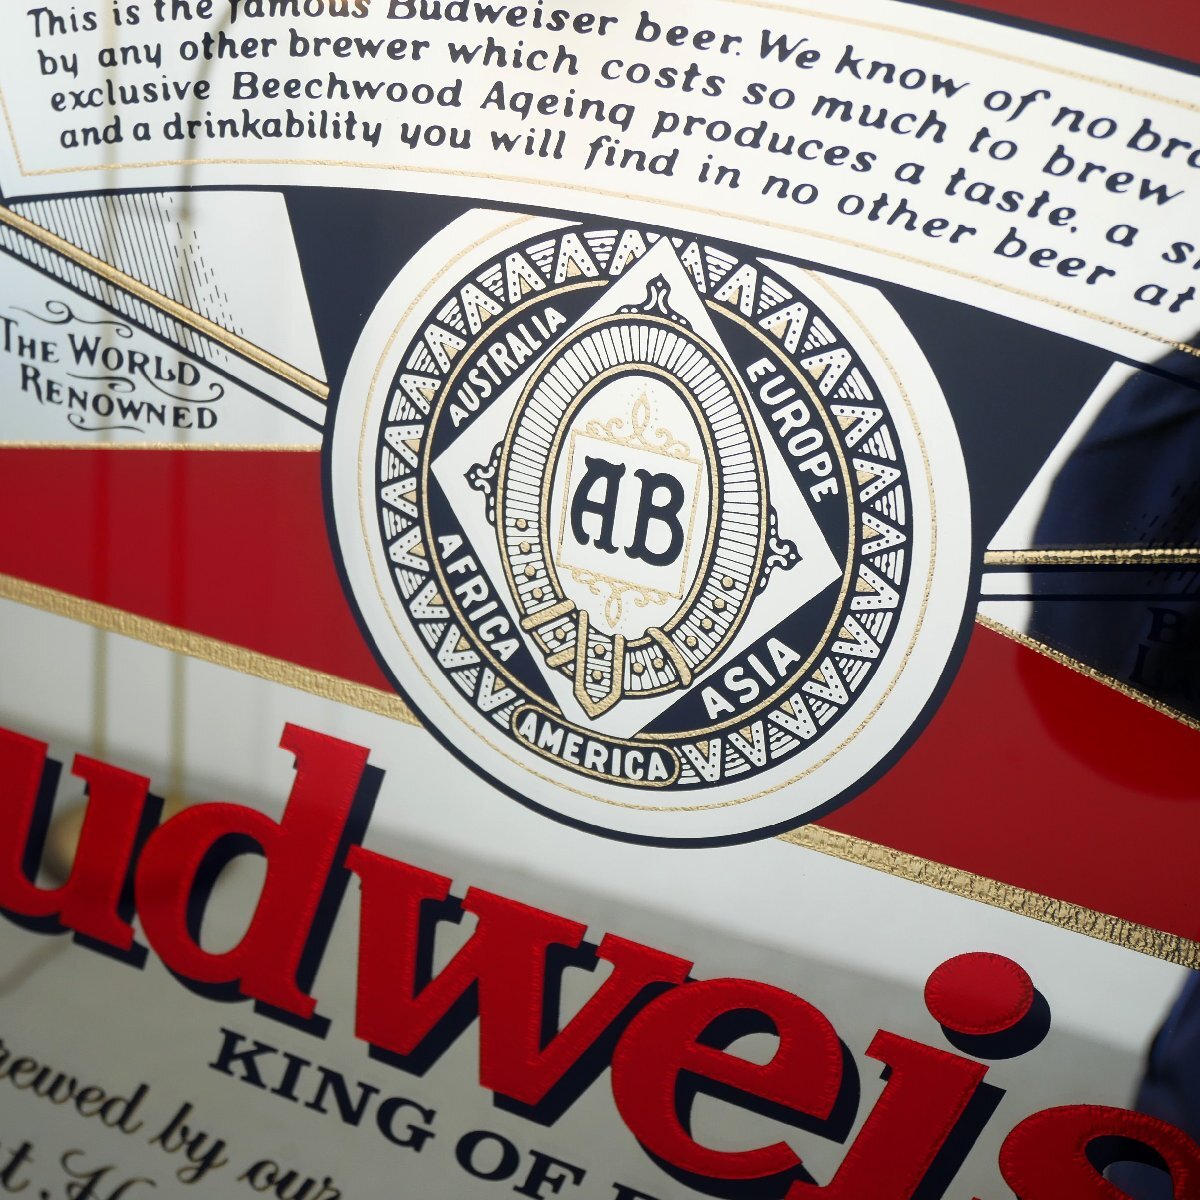 This is the famous Budweiser beer. We know of no
by any other brewer which costs so much to brew
exclusive Beechwood Ageing produces a taste, a
and a drinkability you will find in no other beer at
THE WORLD
RENOWNED
AUSTRALIA
EUROPE
AB
AFRICA
ASIA
AMERICA
udweis
KING OF
rewed by our